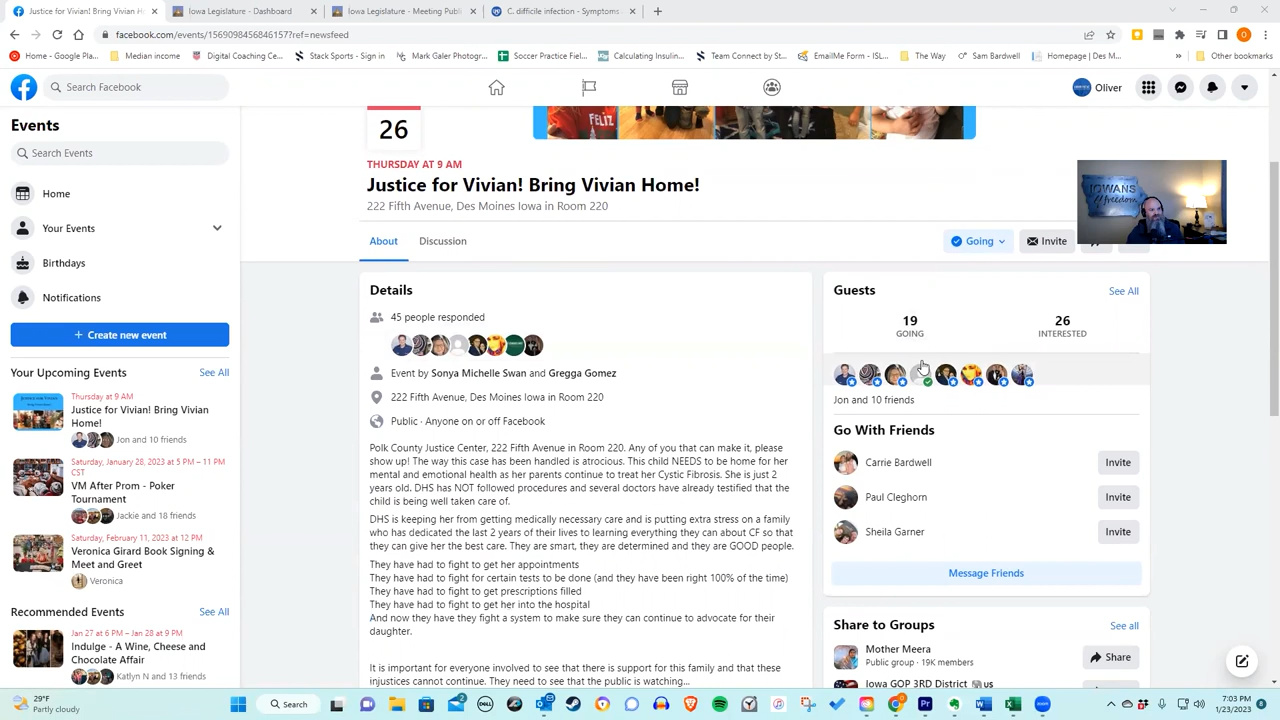 Justice for Vivian! Bring Vivian H
Iowa Legislature - Dashboard
Iowa Legislature - Meeting Publi
C. difficile infection - Symptoms
facebook.com/events/1569098456846157/?ref=newsfeed
Home - Google Pla...
Median income
Digital Coaching Ce...
Stack Sports - Sign in
Mark Galer Photogr...
Soccer Practice Fiel...
Calculating Insulin...
Team Connect by St...
EmailMe Form - ISL...
The Way
Sam Bardwell
Homepage | Des M...
Other bookmarks
Search Facebook
Oliver
Events
Search Events
Home
Your Events
Birthdays
Notifications
+ Create new event
Your Upcoming Events
See All
Thursday at 9 AM
Justice for Vivian! Bring Vivian
Home!
Jon and 10 friends
Saturday, January 28, 2023 at 5 PM – 11 PM
CST
VM After Prom - Poker
Tournament
Jackie and 18 friends
Saturday, February 11, 2023 at 12 PM
Veronica Girard Book Signing &
Meet and Greet
Veronica
Recommended Events
See All
Jan 27 at 6 PM – Jan 28 at 9 PM
Indulge - A Wine, Cheese and
Chocolate Affair
Katlyn N and 13 friends
26
FELIZ
THURSDAY AT 9 AM
Justice for Vivian! Bring Vivian Home!
222 Fifth Avenue, Des Moines Iowa in Room 220
About
Discussion
Going
Invite
IOWANS
freedom
Details
45 people responded
Event by Sonya Michelle Swan and Gregga Gomez
222 Fifth Avenue, Des Moines Iowa in Room 220
Public · Anyone on or off Facebook
Polk County Justice Center, 222 Fifth Avenue in Room 220. Any of you that can make it, please
show up! The way this case has been handled is atrocious. This child NEEDS to be home for her
mental and emotional health as her parents continue to treat her Cystic Fibrosis. She is just 2
years old. DHS has NOT followed procedures and several doctors have already testified that the
child is being well taken care of.
DHS is keeping her from getting medically necessary care and is putting extra stress on a family
who has dedicated the last 2 years of their lives to learning everything they can about CF so that
they can give her the best care. They are smart, they are determined and they are GOOD people.
They have had to fight to get her appointments
They have had to fight for certain tests to be done (and they have been right 100% of the time)
They have had to fight to get prescriptions filled
They have had to fight to get her into the hospital
And now they have they fight a system to make sure they can continue to advocate for their
daughter.
It is important for everyone involved to see that there is support for this family and that these
injustices cannot continue. They need to see that the public is watching...
Guests
See All
19
GOING
26
INTERESTED
Jon and 10 friends
Go With Friends
Carrie Bardwell
Invite
Paul Cleghorn
Invite
Sheila Garner
Invite
Message Friends
Share to Groups
See all
Mother Meera
Public group · 19K members
Share
Iowa GOP 3rd District
us
29°F
Partly cloudy
Search
7:03 PM
1/23/2023